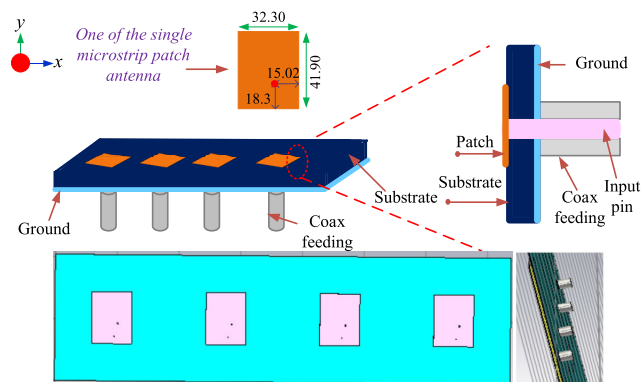 y
x
One of the single
microstrip patch
antenna
32.30
41.90
15.02
18.3
Ground
Patch
Substrate
Input
pin
Coax
feeding
Substrate
Ground
Coax
feeding